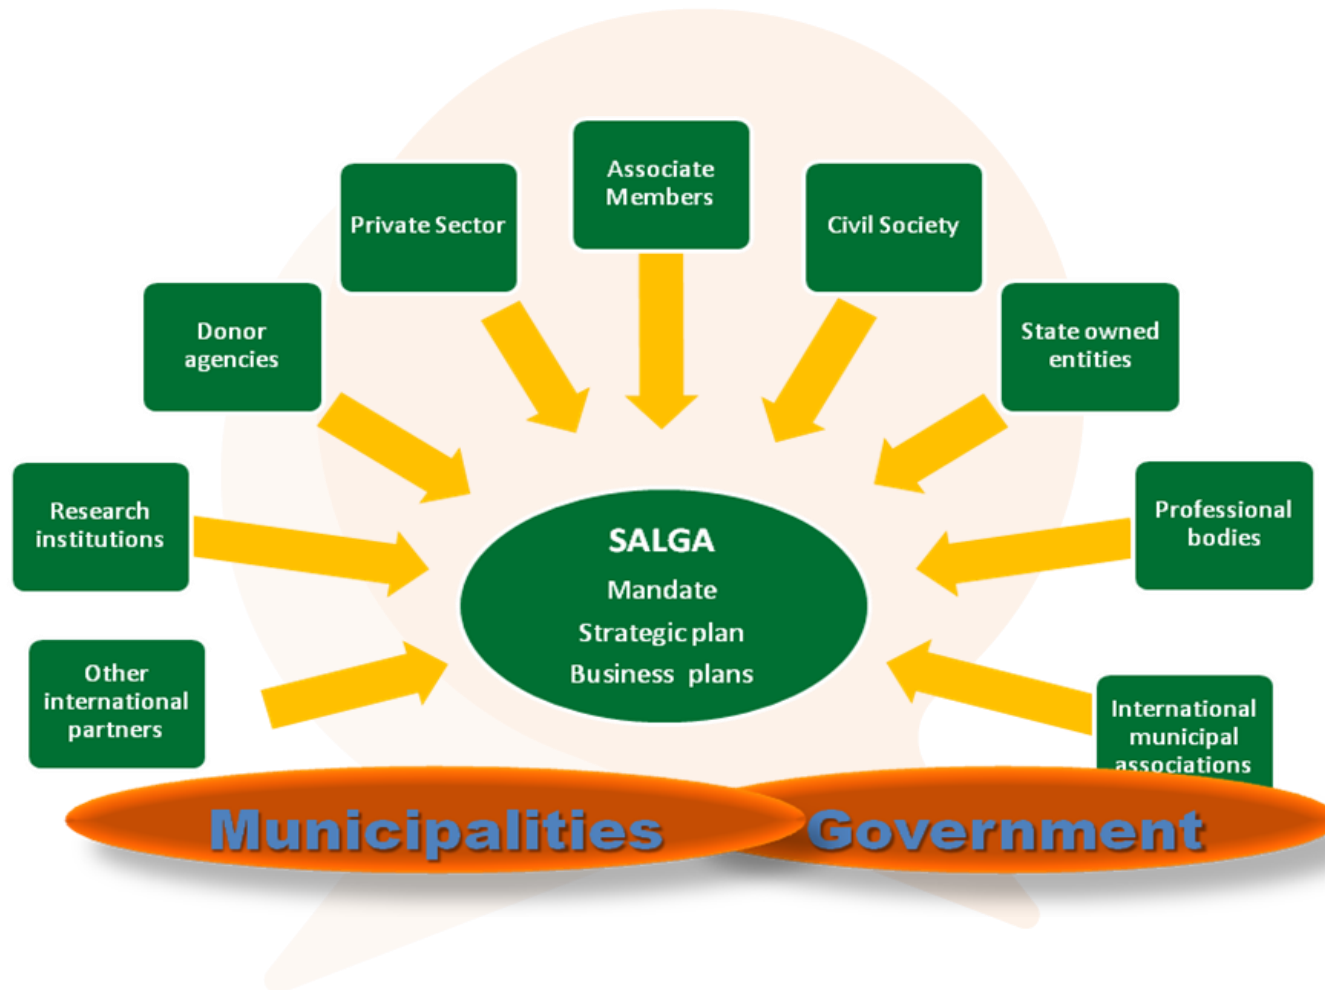 Associate
Members
Private Sector
Civil Society
Donor
agencies
State owned
entities
Research
institutions
Professional
bodies
SALGA
Mandate
Strategic plan
Business plans
Other
international
partners
International
municipal
associations
Municipalities
Government